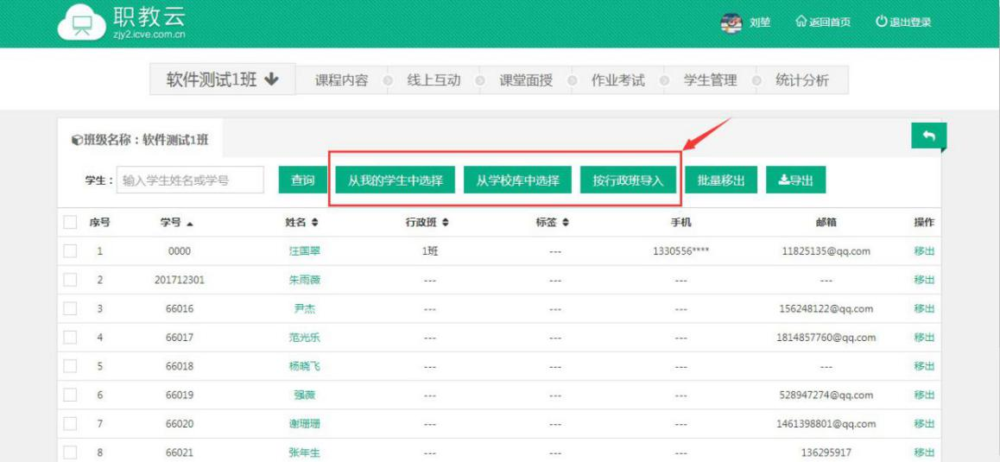 职教云
zjy2.icve.com.cn
刘堃 返回首页 退出登录
软件测试1班 课程内容 线上互动 课堂面授 作业考试 学生管理 统计分析
班级名称：软件测试1班
学生： 输入学生姓名或学号 查询 从我的学生中选择 从学校库中选择 按行政班导入 批量移出 导出
序号 学号 姓名 行政班 标签 手机 邮箱 操作
1 0000 汪国翠 1班 --- 1330556**** 11825135@qq.com 移出
2 201712301 朱雨薇 --- --- --- --- 移出
3 66016 尹杰 --- --- --- 156248122@qq.com 移出
4 66017 范光乐 --- --- --- 1814857760@qq.com 移出
5 66018 杨晓飞 --- --- --- --- 移出
6 66019 强薇 --- --- --- 528947274@qq.com 移出
7 66020 谢珊珊 --- --- --- 1461398801@qq.com 移出
8 66021 张年生 --- --- --- 136295917 移出